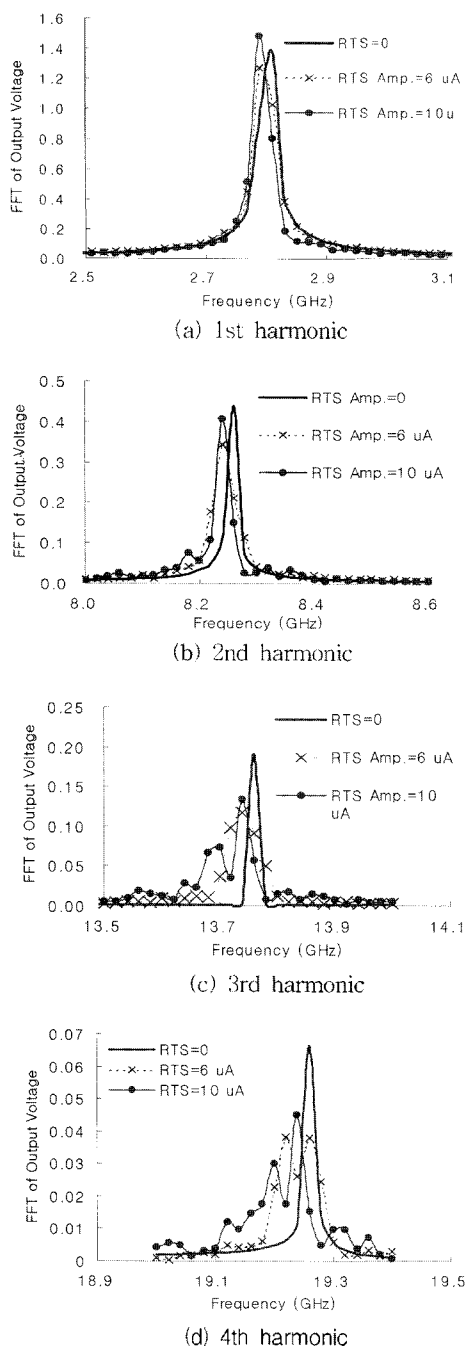 1.6
1.4
1.2
1.0
0.8
0.6
0.4
0.2
0.0
FFT of Output Voltage
RTS=0
RTS Amp.=6 uA
RTS Amp.=10u
2.5 2.7 2.9 3.1
Frequency (GHz)
(a) 1st harmonic
0.5
0.4
0.3
0.2
0.1
0.0
FFT of Output Voltage
RTS Amp.=0
RTS Amp.=6 uA
RTS Amp.=10 uA
8.0 8.2 8.4 8.6
Frequency (GHz)
(b) 2nd harmonic
0.25
0.20
0.15
0.10
0.05
0.00
FFT of Output Voltage
RTS=0
RTS Amp.=6 uA
RTS Amp.=10
uA
13.5 13.7 13.9 14.1
Frequency (GHz)
(c) 3rd harmonic
0.07
0.06
0.05
0.04
0.03
0.02
0.01
0
FFT of Output Voltage
RTS=0
RTS=6 uA
RTS=10 uA
18.9 19.1 19.3 19.5
Frequency (GHz)
(d) 4th harmonic